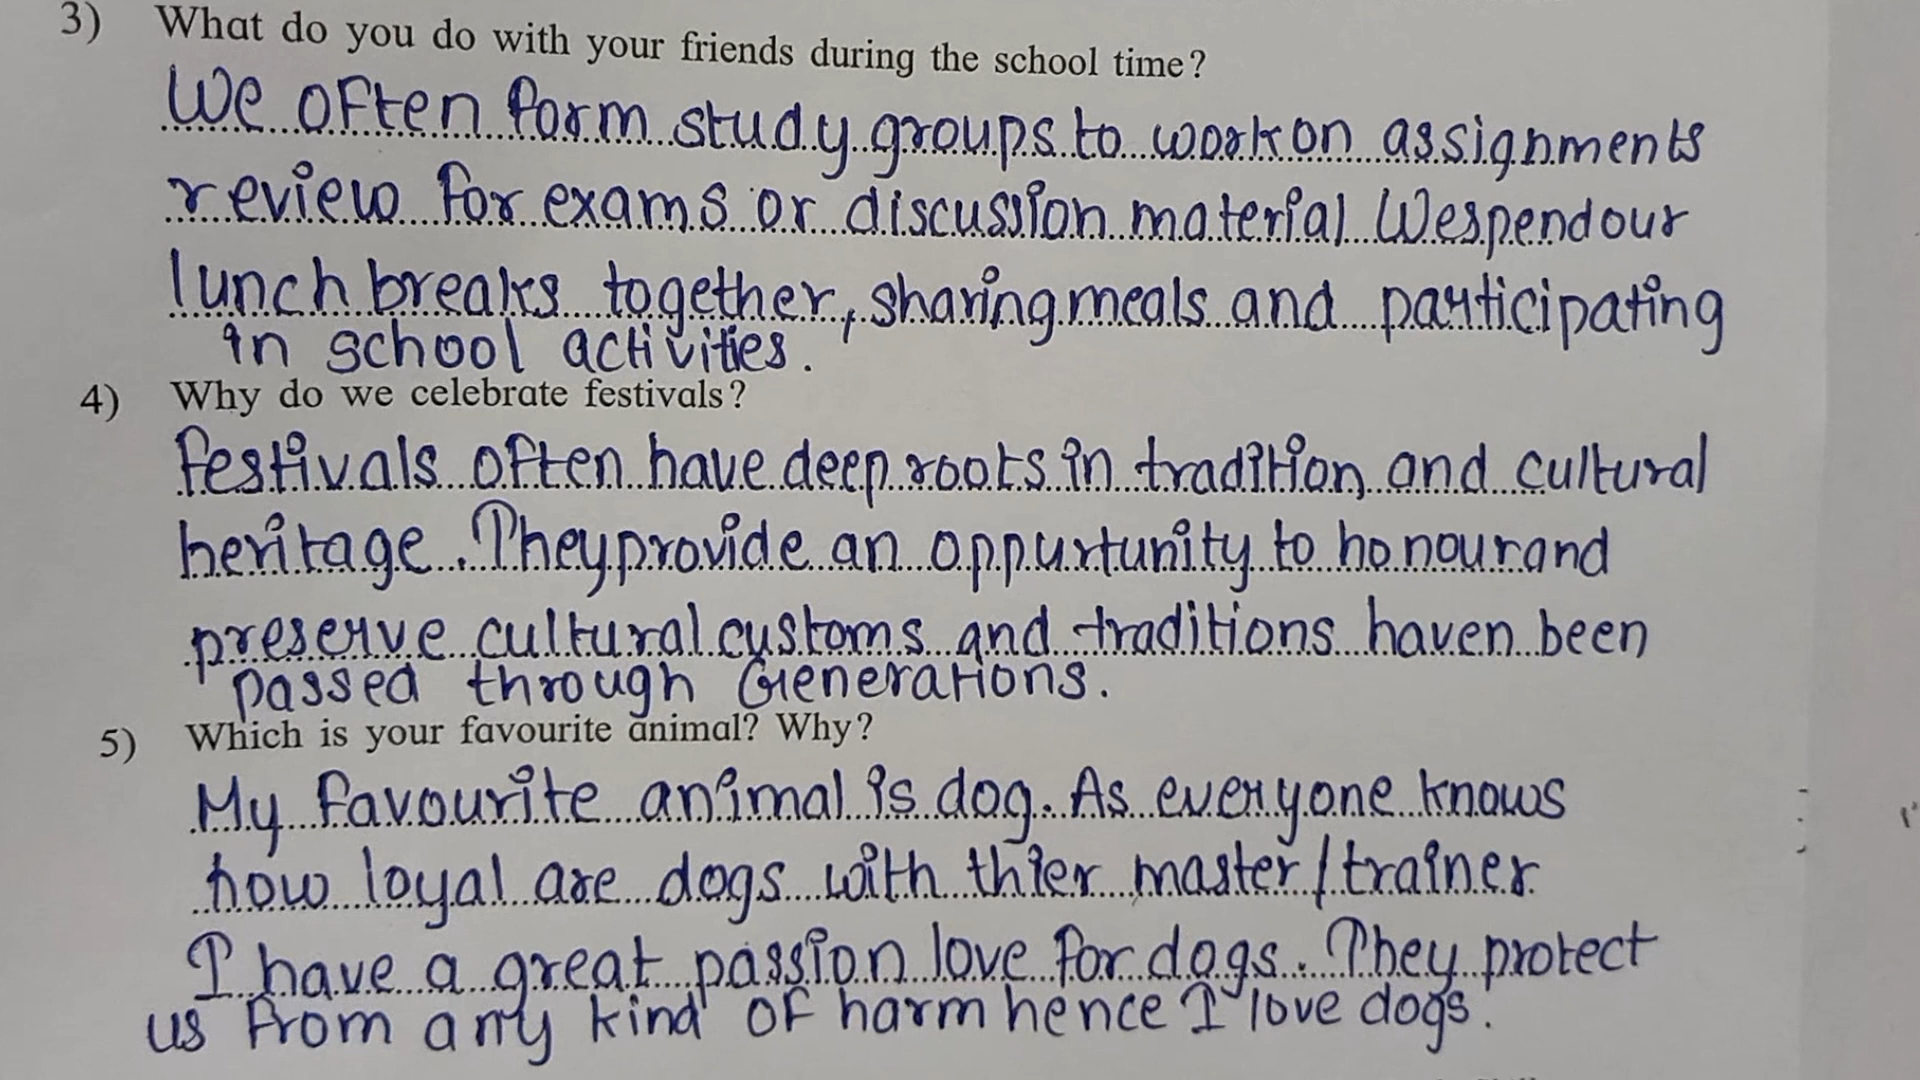 3) What do you do with your friends during the school time?
We often form study groups to work on assignments
review for exams or discussion material We spend our
lunch breaks together, sharing meals and participating
in school activities.
4) Why do we celebrate festivals?
festivals often have deep roots in tradition and cultural
heritage. They provide an oppurtunity to honour and
preserve cultural customs and traditions haven been
passed through Generations.
5) Which is your favourite animal? Why?
My favourite animal is dog. As everyone knows
how loyal are dogs with thier master/trainer
I have a great passion love for dogs. They protect
us from any kind of harm hence I love dogs.